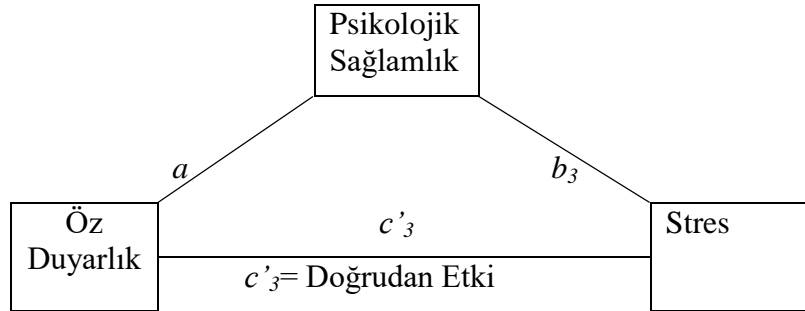 Psikolojik
Sağlamlık
a
b3
Öz
Duyarlık
c’3
Stres
c’3= Doğrudan Etki